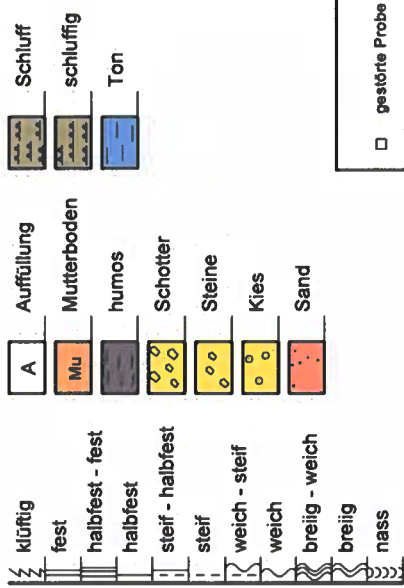 klüftig
fest
halbfest - fest
halbfest
steif - halbfest
steif
weich - steif
weich
breiig - weich
breiig
nass
A Auffüllung
Mu Mutterboden
humos
Schotter
Steine
Kies
Sand
Schluff
schluffig
Ton
gestörte Probe